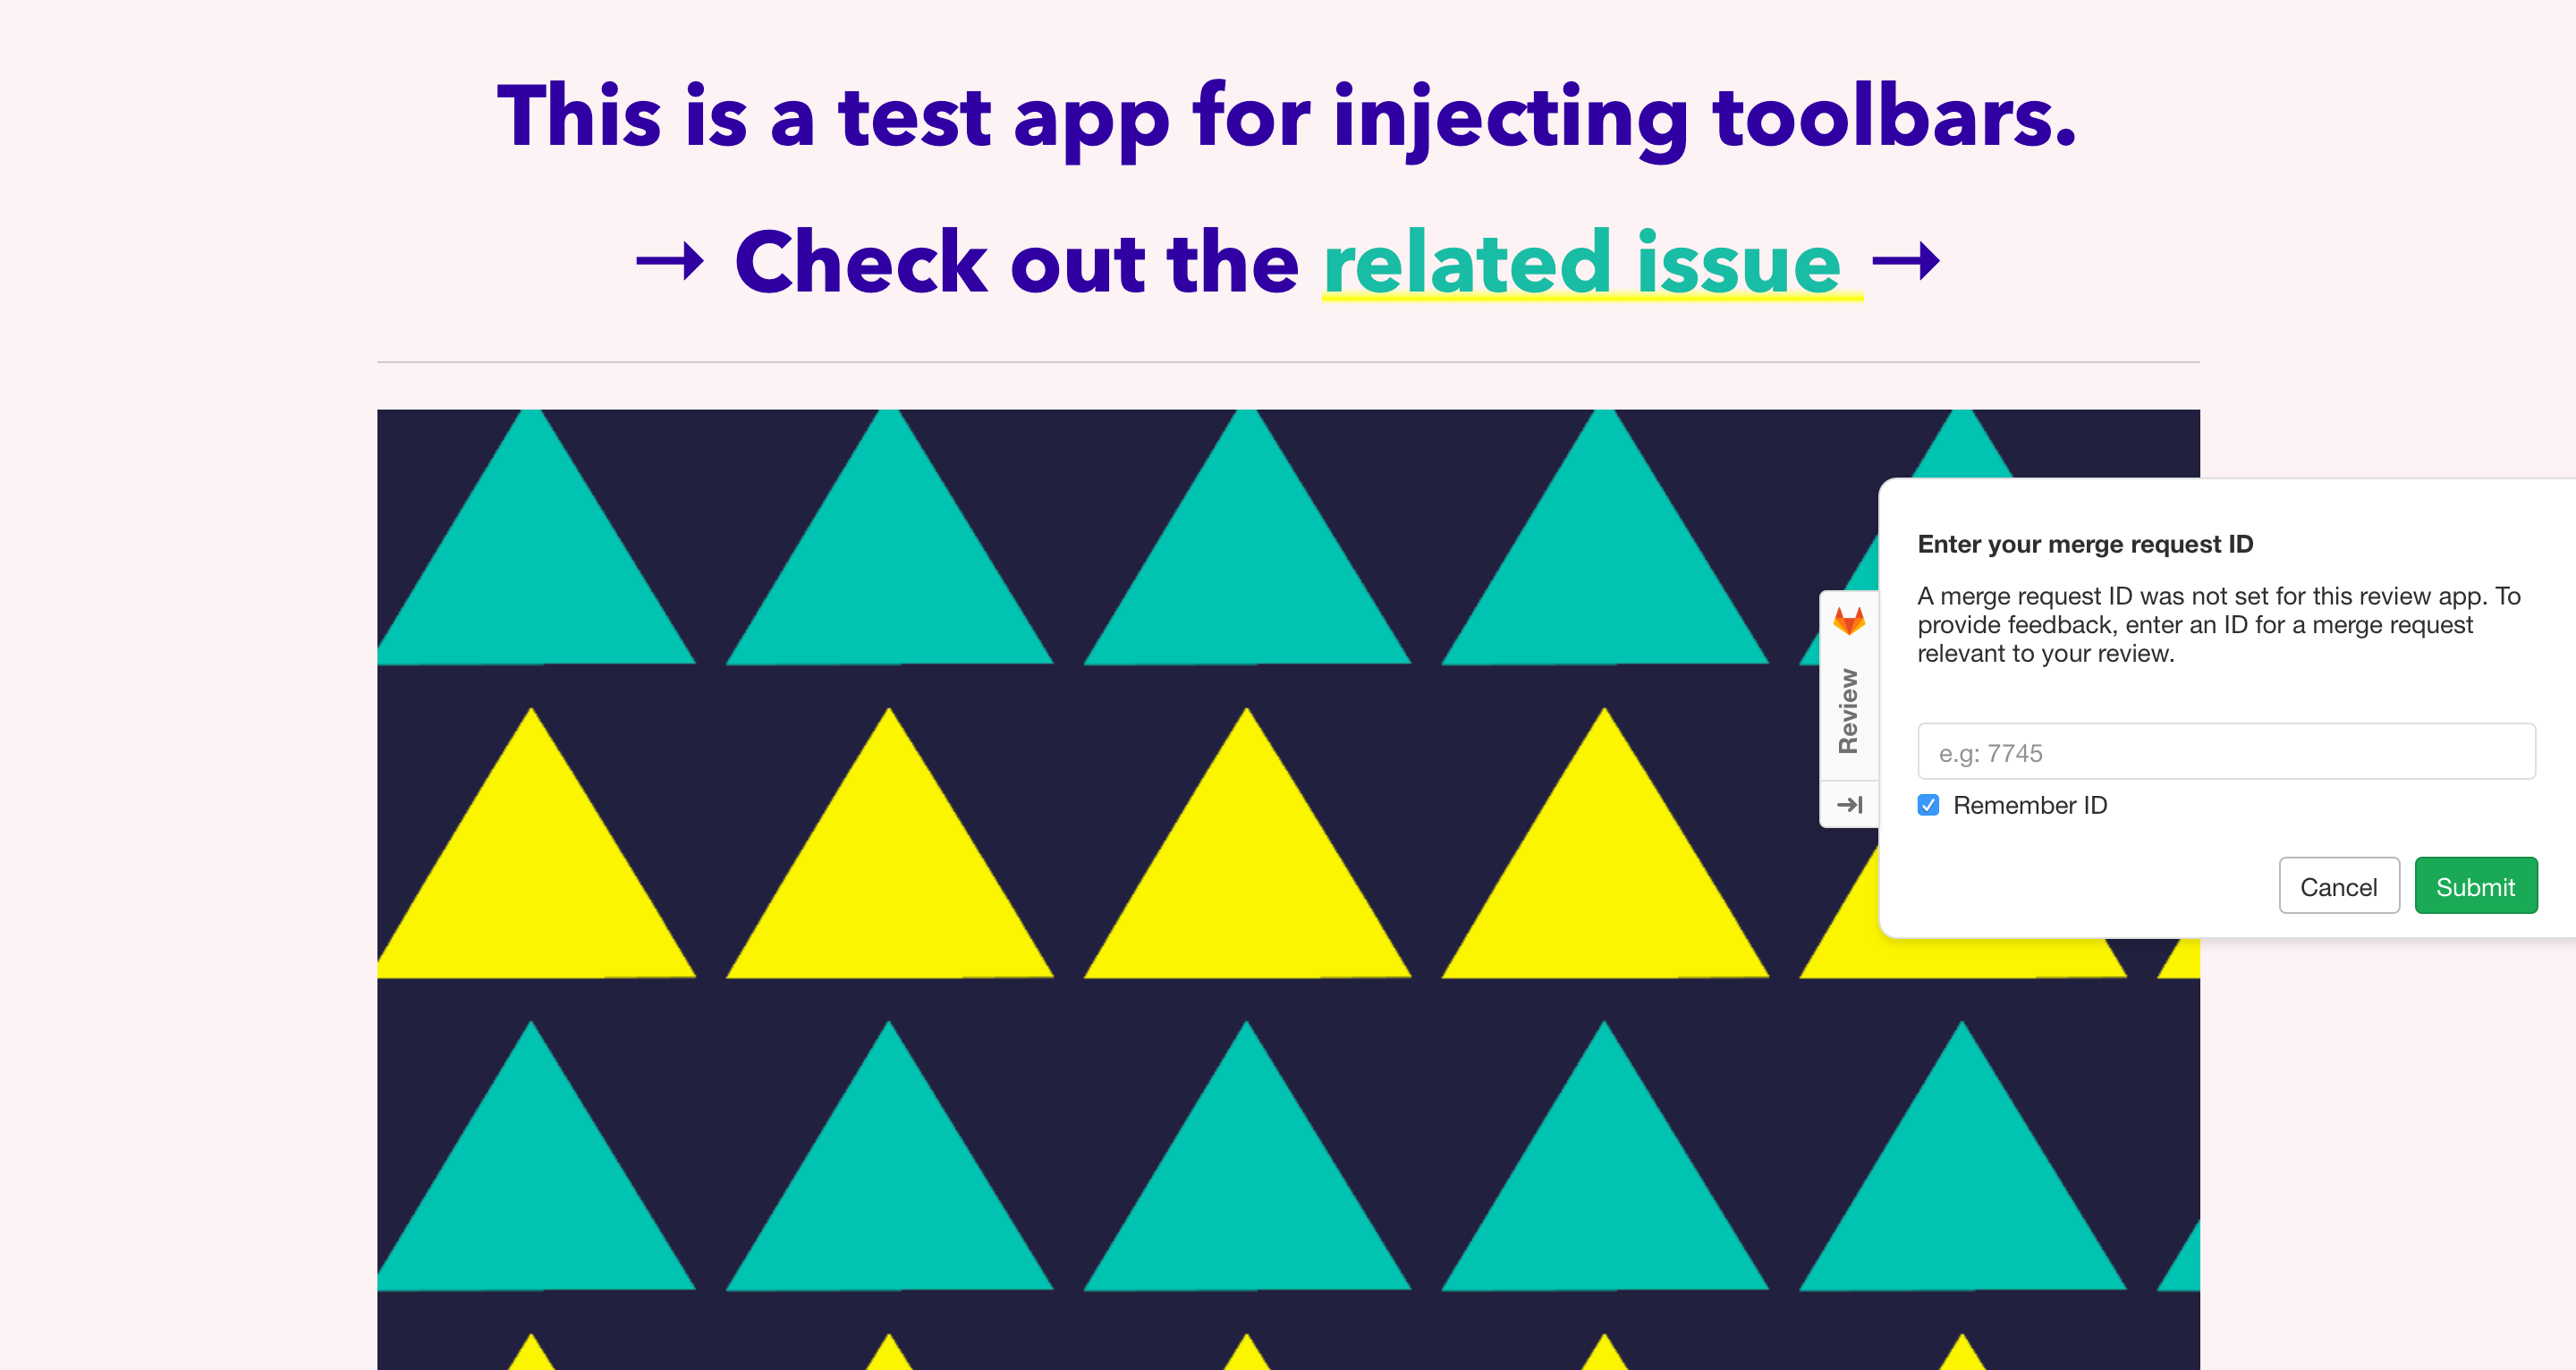 This is a test app for injecting toolbars.
→ Check out the related issue →
Enter your merge request ID
A merge request ID was not set for this review app. To
provide feedback, enter an ID for a merge request
relevant to your review.
Review
e.g: 7745
Remember ID
Cancel
Submit